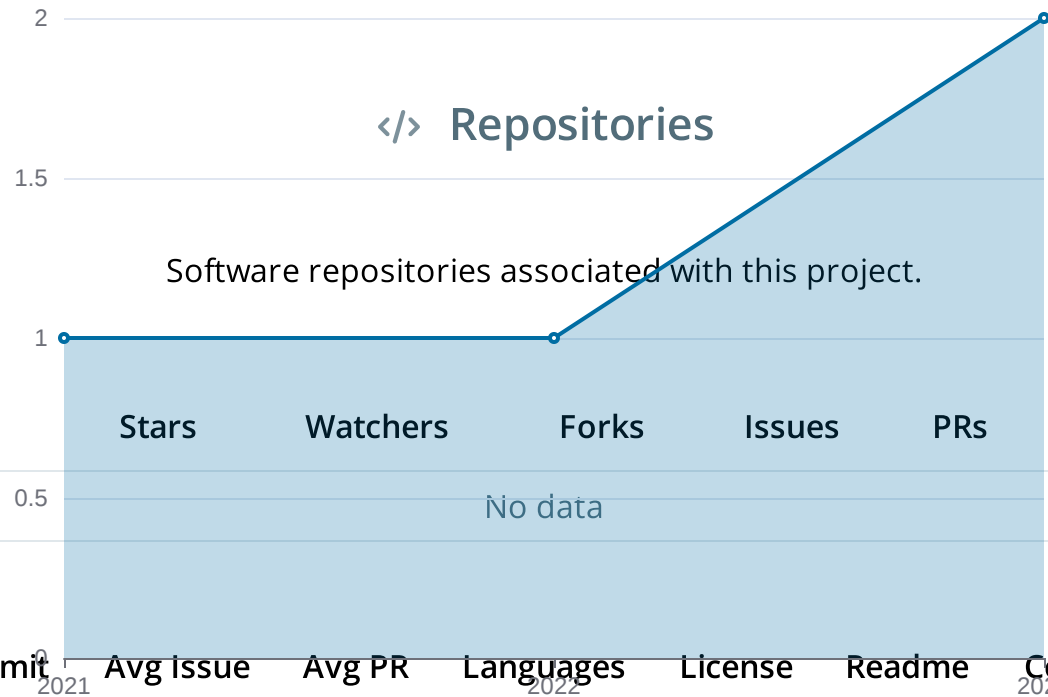 2
Repositories
1.5
Software repositories associated with this project.
1
Stars Watchers Forks Issues PRs
0.5
No data
0
Avg Issue Avg PR Languages License Readme
2021 2022